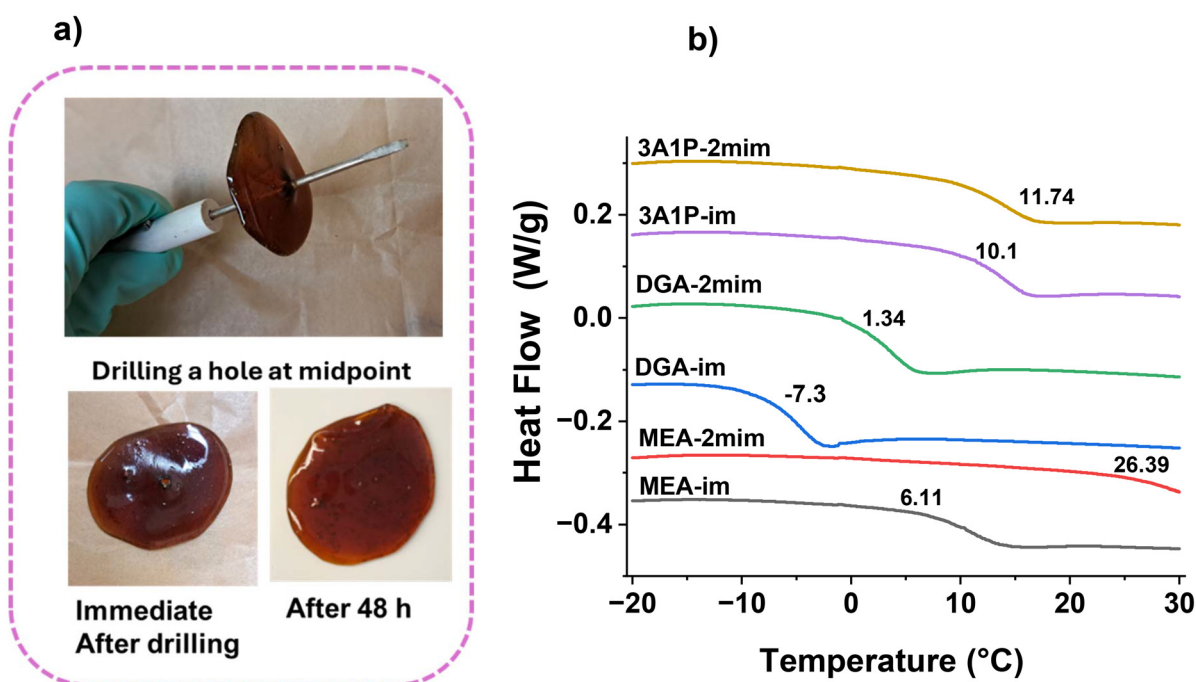 a)
Drilling a hole at midpoint
Immediate
After drilling
After 48 h
b)
Heat Flow (W/g)
0.2
0.0
−0.2
−0.4
3A1P-2mim
11.74
3A1P-im
10.1
DGA-2mim
1.34
DGA-im
-7.3
MEA-2mim
26.39
MEA-im
6.11
−20
−10
0
10
20
30
Temperature (°C)